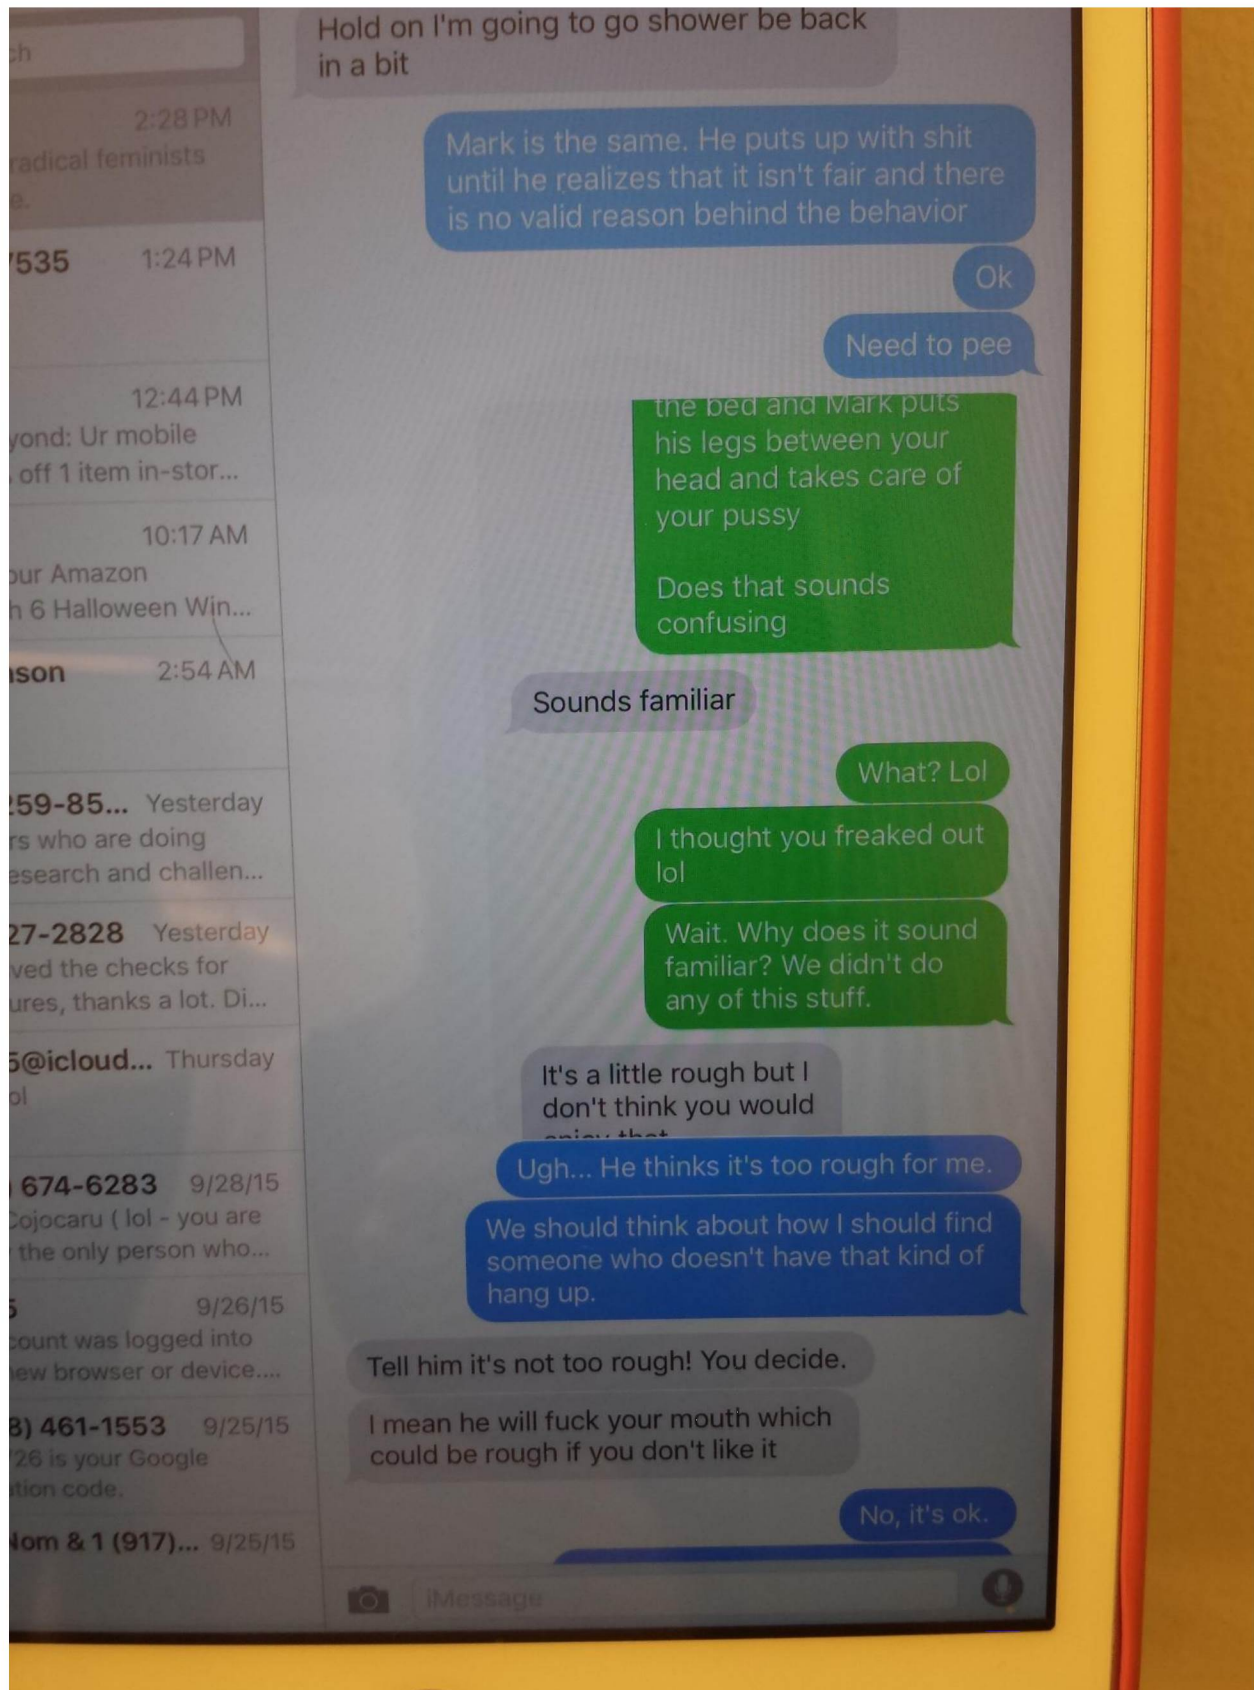 ch
2:28 PM
radical feminists
e.
7535 1:24 PM
12:44 PM
yond: Ur mobile
off 1 item in-stor...
10:17 AM
our Amazon
h 6 Halloween Win...
nson 2:54 AM
259-85... Yesterday
rs who are doing
esearch and challen...
27-2828 Yesterday
ved the checks for
ures, thanks a lot. Di...
5@icloud... Thursday
ol
) 674-6283 9/28/15
Cojocaru ( lol - you are
the only person who...
5 9/26/15
count was logged into
new browser or device....
8) 461-1553 9/25/15
26 is your Google
ation code.
Mom & 1 (917)... 9/25/15
Hold on I'm going to go shower be back
in a bit
Mark is the same. He puts up with shit
until he realizes that it isn't fair and there
is no valid reason behind the behavior
Ok
Need to pee
the bed and Mark puts
his legs between your
head and takes care of
your pussy
Does that sounds
confusing
Sounds familiar
What? Lol
I thought you freaked out
lol
Wait. Why does it sound
familiar? We didn't do
any of this stuff.
It's a little rough but I
don't think you would
enjoy that
Ugh... He thinks it's too rough for me.
We should think about how I should find
someone who doesn't have that kind of
hang up.
Tell him it's not too rough! You decide.
I mean he will fuck your mouth which
could be rough if you don't like it
No, it's ok.
iMessage